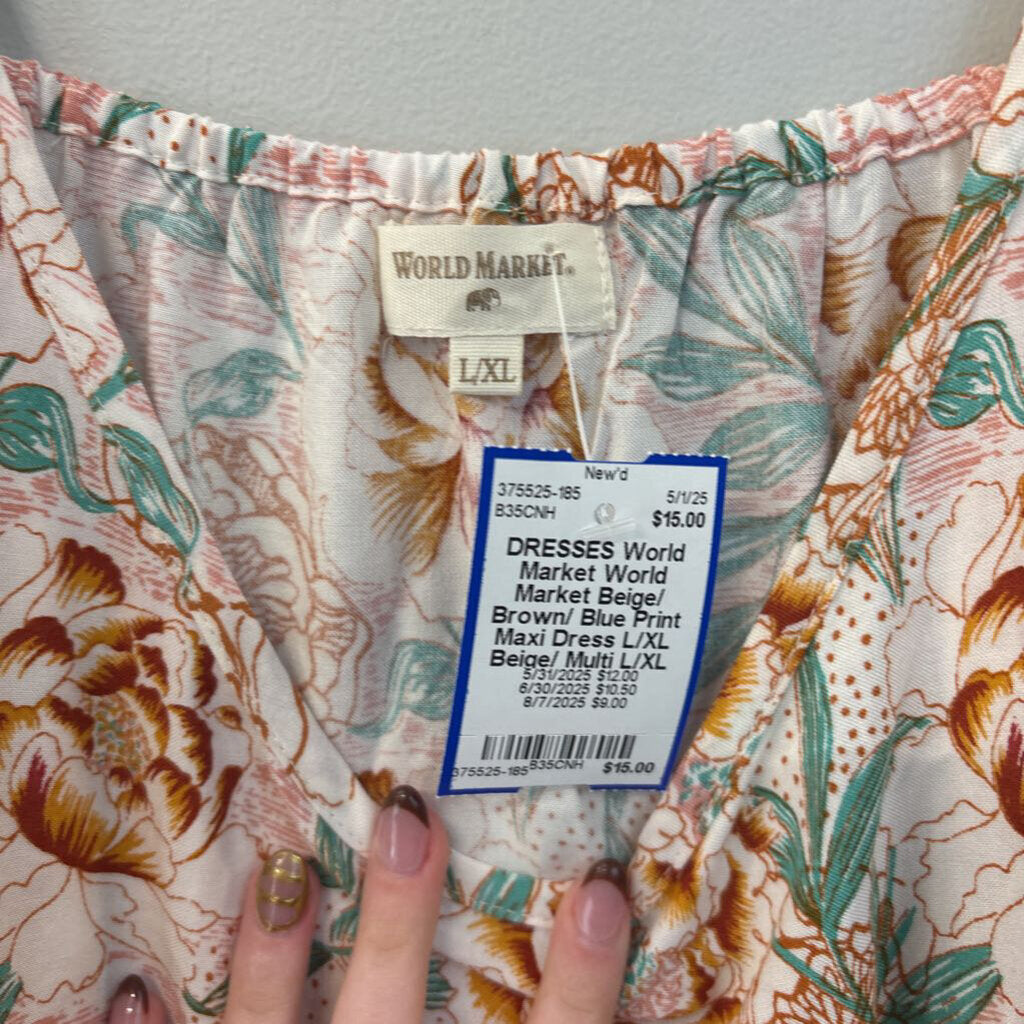 WORLD MARKET®
L/XL
New'd
375525-185 5/1/25
B35CNH $15.00
DRESSES World
Market World
Market Beige/
Brown/ Blue Print
Maxi Dress L/XL
Beige/ Multi L/XL
5/31/2025 $12.00
6/30/2025 $10.50
8/7/2025 $9.00
375525-185 B35CNH $15.00